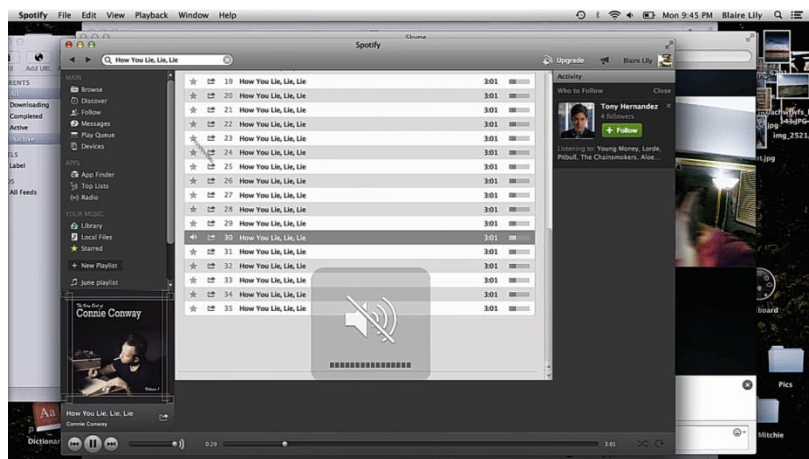 Spotify File Edit View Playback Window Help
Mon 9:45 PM Blaire Lily
Skype
Spotify
How You Lie, Lie, Lie
Upgrade
Blaire Lily
Add URL
Downloading
Completed
Active
Inactive
Label
All Feeds
MAIN
Browse
Discover
Follow
Messages
Play Queue
Devices
APPS
App Finder
Top Lists
Radio
YOUR MUSIC
Library
Local Files
Starred
+ New Playlist
June playlist
The Very Best of
Connie Conway
Volume 1
How You Lie, Lie, Lie
Connie Conway
19 How You Lie, Lie, Lie 3:01
20 How You Lie, Lie, Lie 3:01
21 How You Lie, Lie, Lie 3:01
22 How You Lie, Lie, Lie 3:01
23 How You Lie, Lie, Lie 3:01
24 How You Lie, Lie, Lie 3:01
25 How You Lie, Lie, Lie 3:01
26 How You Lie, Lie, Lie 3:01
27 How You Lie, Lie, Lie 3:01
28 How You Lie, Lie, Lie 3:01
29 How You Lie, Lie, Lie 3:01
30 How You Lie, Lie, Lie 3:01
31 How You Lie, Lie, Lie 3:01
32 How You Lie, Lie, Lie 3:01
33 How You Lie, Lie, Lie 3:01
34 How You Lie, Lie, Lie 3:01
35 How You Lie, Lie, Lie 3:01
Activity
Who to Follow Close
Tony Hernandez
4 followers
+ Follow
Listening to: Young Money, Lorde,
Pitbull, The Chainsmokers, Aloe...
img_2521
board
Pics
Mitchie
Aa
Dictionar
0:29
3:01